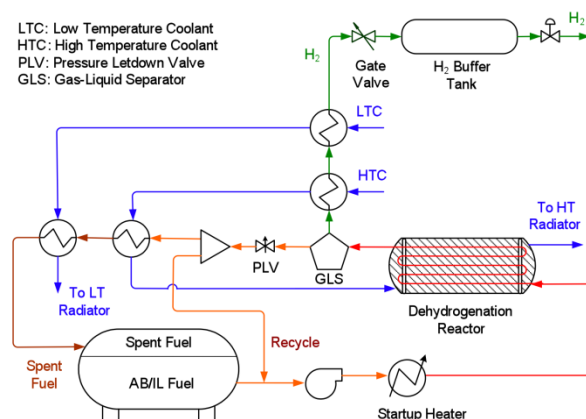 LTC: Low Temperature Coolant
HTC: High Temperature Coolant
PLV: Pressure Letdown Valve
GLS: Gas-Liquid Separator
H2
H2
Gate
Valve
H2 Buffer
Tank
LTC
HTC
To HT
Radiator
PLV
GLS
To LT
Radiator
Dehydrogenation
Reactor
Spent
Fuel
Spent Fuel
AB/IL Fuel
Recycle
Startup Heater